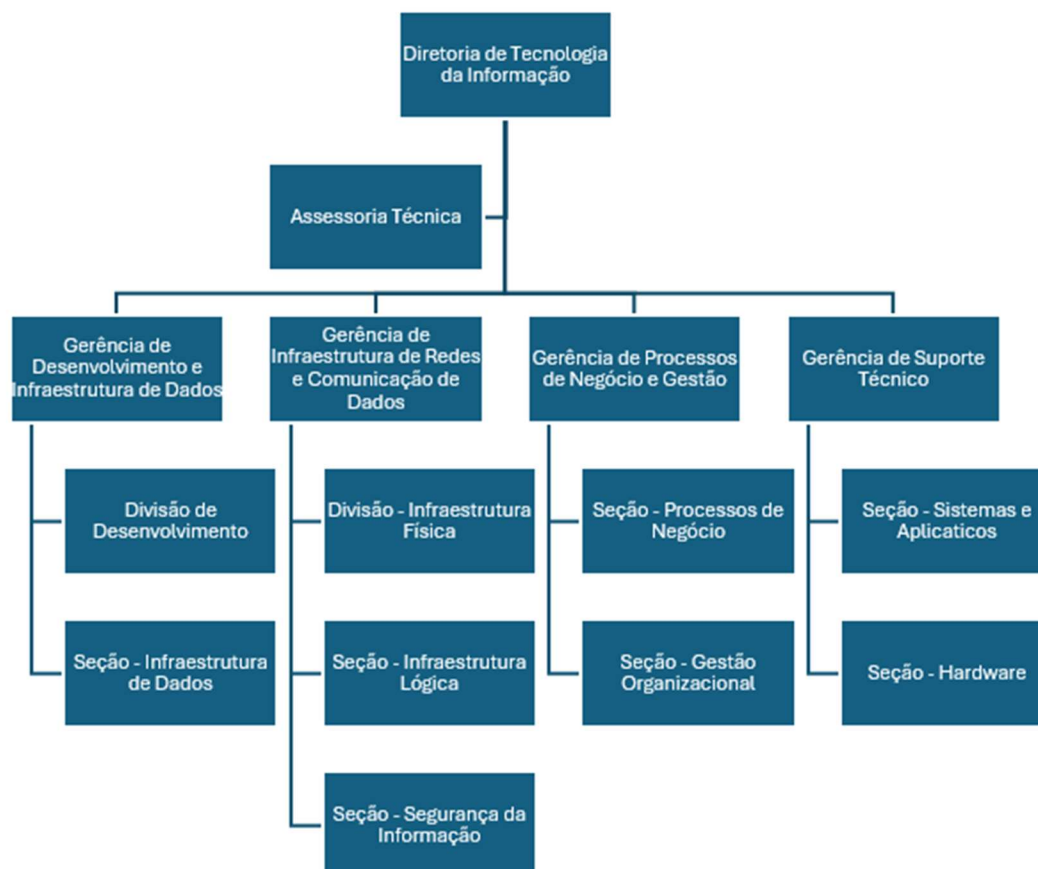 Diretoria de Tecnologia
da Informação
Assessoria Técnica
Gerência de
Desenvolvimento e
Infraestrutura de Dados
Gerência de
Infraestrutura de Redes
e Comunicação de
Dados
Gerência de Processos
de Negócio e Gestão
Gerência de Suporte
Técnico
Divisão de
Desenvolvimento
Divisão - Infraestrutura
Física
Seção - Processos de
Negócio
Seção - Sistemas e
Aplicaticos
Seção - Infraestrutura
de Dados
Seção - Infraestrutura
Lógica
Seção - Gestão
Organizacional
Seção - Hardware
Seção - Segurança da
Informação